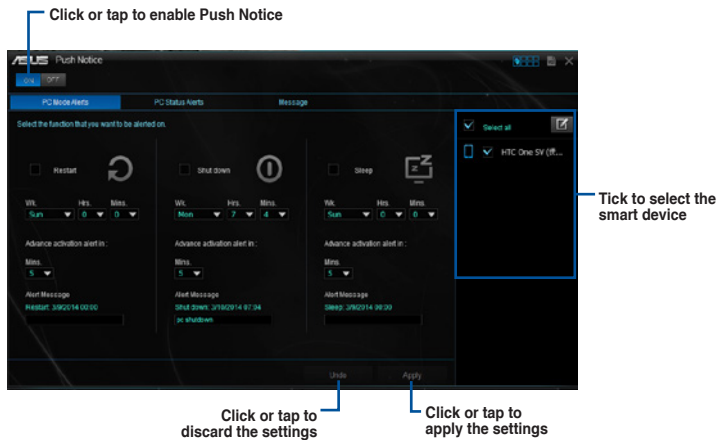 Click or tap to enable Push Notice
ASUS Push Notice
ON OFF
PC Mode Alerts PC Status Alerts Message
Select the function that you want to be alerted on.
Select all
HTC One SV (ff...
Restart Shut down Sleep
Wk. Hrs. Mins. Wk. Hrs. Mins. Wk. Hrs. Mins.
Sun 0 0 Mon 7 4 Sun 0 0
Tick to select the
smart device
Advance activation alert in : Advance activation alert in : Advance activation alert in :
Mins. Mins. Mins.
5 5 5
Alert Message Alert Message Alert Message
Restart: 3/9/2014 00:00 Shut down: 3/10/2014 07:04 Sleep: 3/9/2014 00:00
pc shutdown
Undo Apply
Click or tap to
discard the settings
Click or tap to
apply the settings